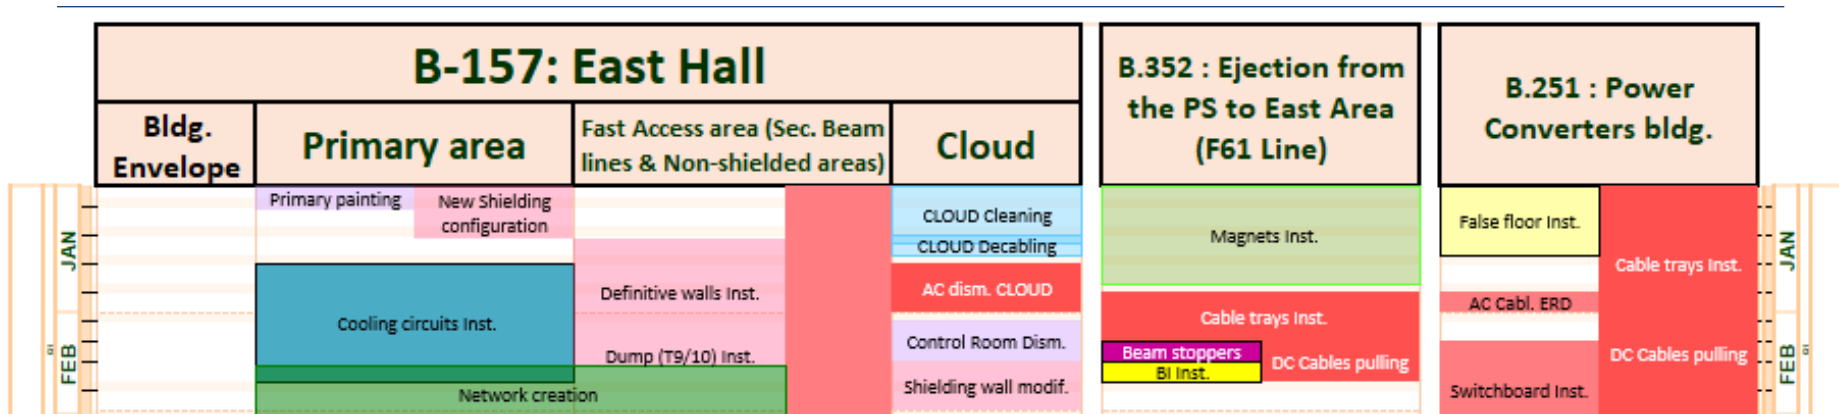 B-157: East Hall
B.352 : Ejection from
the PS to East Area
(F61 Line)
B.251 : Power
Converters bldg.
Bldg.
Envelope
Primary area
Fast Access area (Sec. Beam
lines & Non-shielded areas)
Cloud
JAN
FEB
Primary painting
New Shielding
configuration
Cooling circuits Inst.
Network creation
Definitive walls Inst.
Dump (T9/10) Inst.
CLOUD Cleaning
CLOUD Decabling
AC dism. CLOUD
Control Room Dism.
Shielding wall modif.
Magnets Inst.
Cable trays Inst.
Beam stoppers
BI Inst.
DC Cables pulling
False floor Inst.
AC Cabl. ERD
Switchboard Inst.
Cable trays Inst.
DC Cables pulling
JAN
FEB